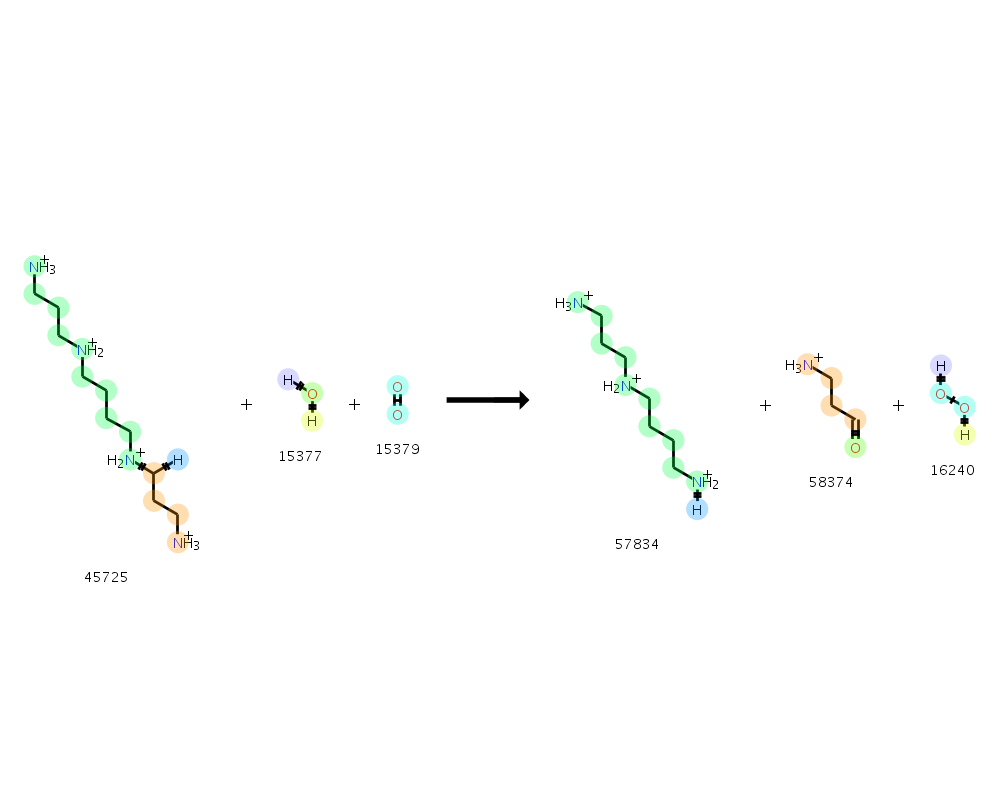 NH3+
NH2+
H2N+
H
NH3+
45725
+
H
O
H
15377
+
O
O
15379
H3N+
H2N+
NH2+
H
57834
+
H3N+
O
58374
+
H
O
O
H
16240